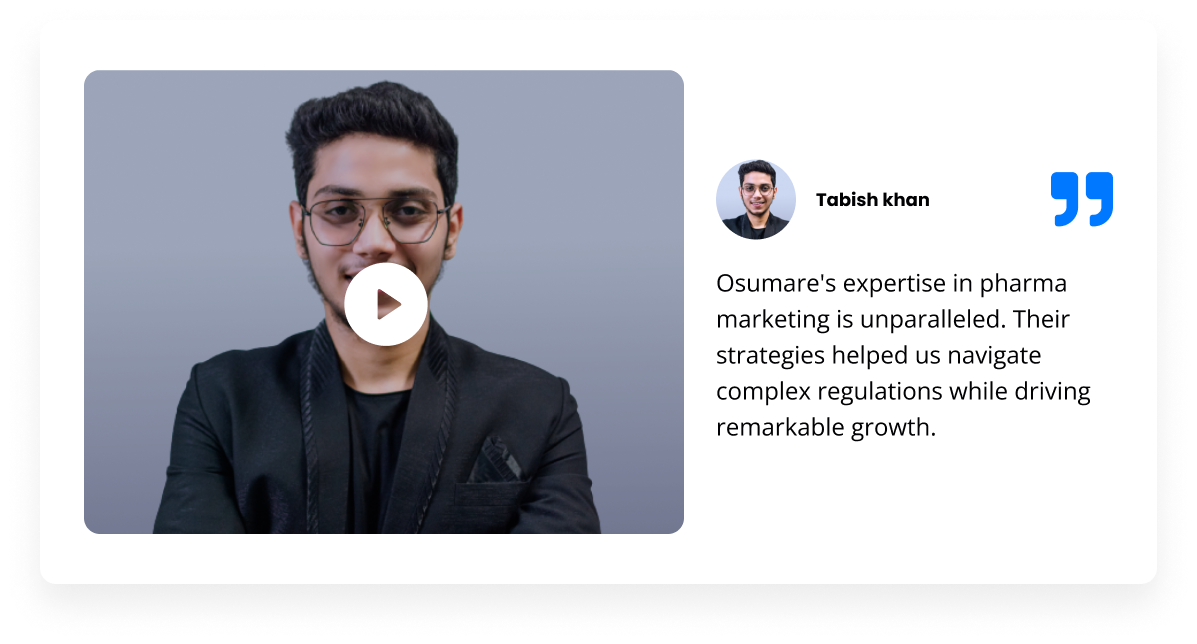 Tabish khan
Osumare's expertise in pharma
marketing is unparalleled. Their
strategies helped us navigate
complex regulations while driving
remarkable growth.